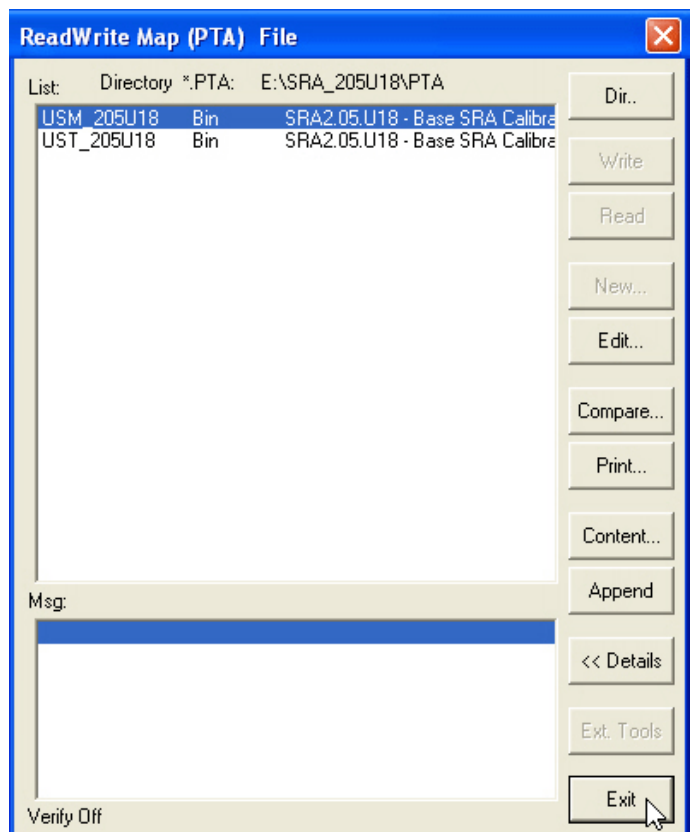 ReadWrite Map (PTA) File
List: Directory *.PTA: E:\SRA_205U18\PTA
USM_205U18 Bin SRA2.05.U18 - Base SRA Calibra
UST_205U18 Bin SRA2.05.U18 - Base SRA Calibra
Dir..
Write
Read
New...
Edit...
Compare...
Print...
Content...
Append
<< Details
Ext. Tools
Exit
Msg:
Verify Off